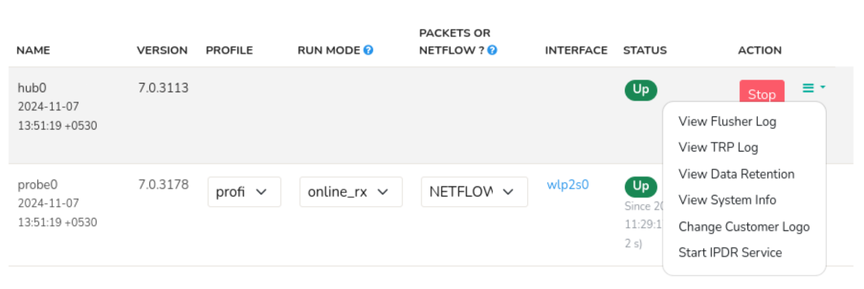 PACKETS OR
NAME VERSION PROFILE RUN MODE ? NETFLOW ? ? INTERFACE STATUS ACTION
hub0 7.0.3113 Up Stop
2024-11-07
13:51:19 +0530
View Flusher Log
View TRP Log
View Data Retention
View System Info
Change Customer Logo
Start IPDR Service
probe0 7.0.3178 profi online_rx NETFLOW wlp2s0 Up
2024-11-07 Since 20
13:51:19 +0530 11:29:1
2 s)